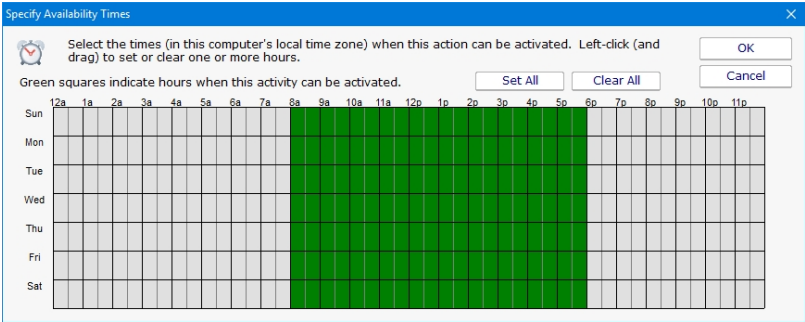 Specify Availability Times
Select the times (in this computer's local time zone) when this action can be activated. Left-click (and
drag) to set or clear one or more hours.
OK
Green squares indicate hours when this activity can be activated.
Set All
Clear All
Cancel
12a 1a 2a 3a 4a 5a 6a 7a 8a 9a 10a 11a 12p 1p 2p 3p 4p 5p 6p 7p 8p 9p 10p 11p
Sun
Mon
Tue
Wed
Thu
Fri
Sat